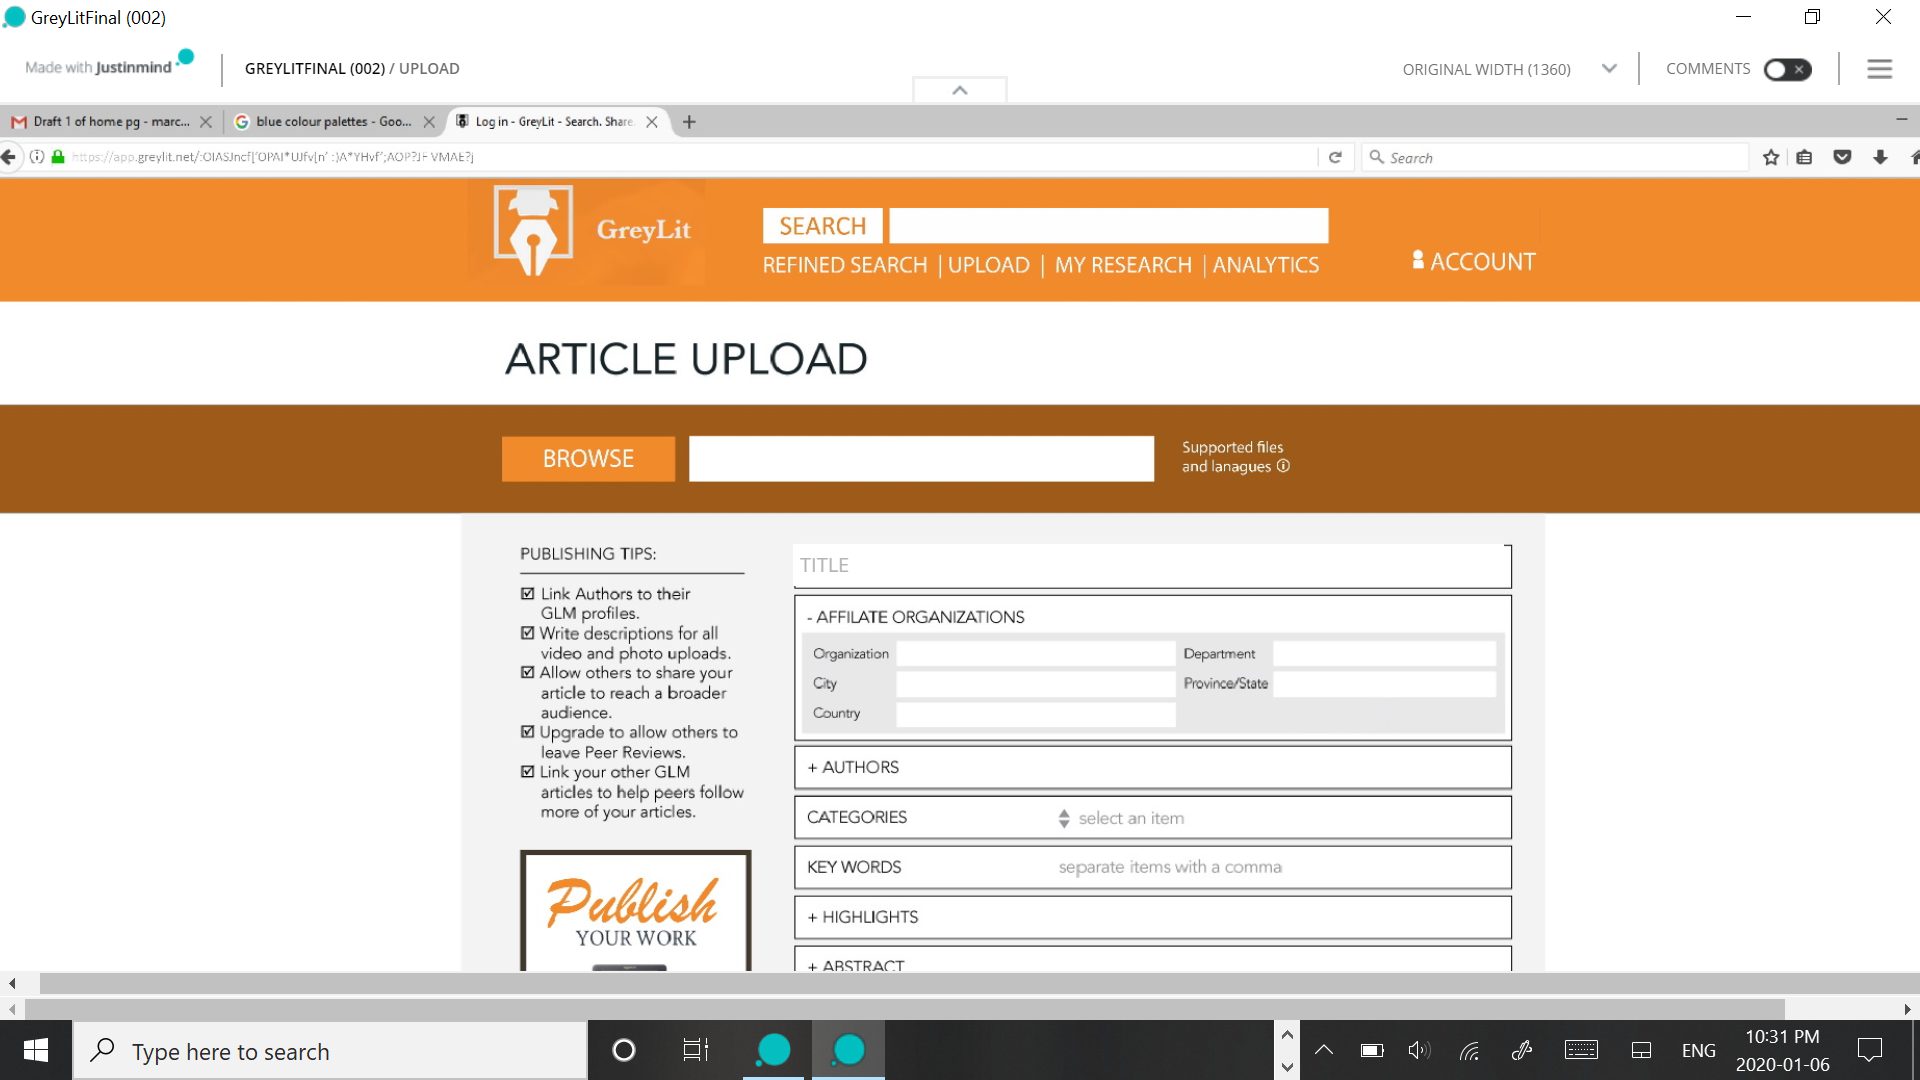 GreyLitFinal (002)
Made with Justinmind
GREYLITFINAL (002) / UPLOAD
ORIGINAL WIDTH (1360)
COMMENTS
Draft 1 of home pg - marc...
blue colour palettes - Goo...
Log in - GreyLit - Search. Share.
https://app.greylit.net/
Search
GreyLit
SEARCH
REFINED SEARCH | UPLOAD | MY RESEARCH | ANALYTICS
ACCOUNT
ARTICLE UPLOAD
BROWSE
Supported files
and lanagues
PUBLISHING TIPS:
Link Authors to their
GLM profiles.
Write descriptions for all
video and photo uploads.
Allow others to share your
article to reach a broader
audience.
Upgrade to allow others to
leave Peer Reviews.
Link your other GLM
articles to help peers follow
more of your articles.
Publish
YOUR WORK
TITLE
- AFFILATE ORGANIZATIONS
Organization
Department
City
Province/State
Country
+ AUTHORS
CATEGORIES
select an item
KEY WORDS
separate items with a comma
+ HIGHLIGHTS
+ ABSTRACT
Type here to search
ENG
10:31 PM
2020-01-06